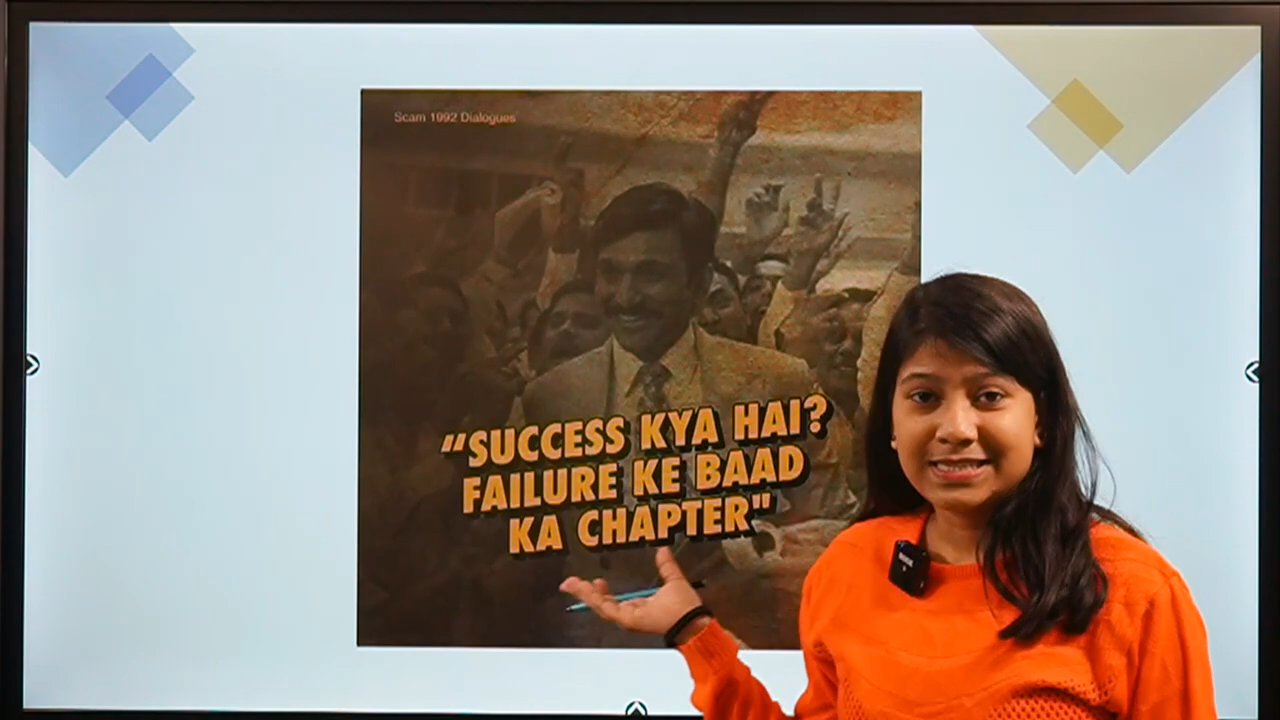 Scam 1992 Dialogues
“SUCCESS KYA HAI?
FAILURE KE BAAD
KA CHAPTER"